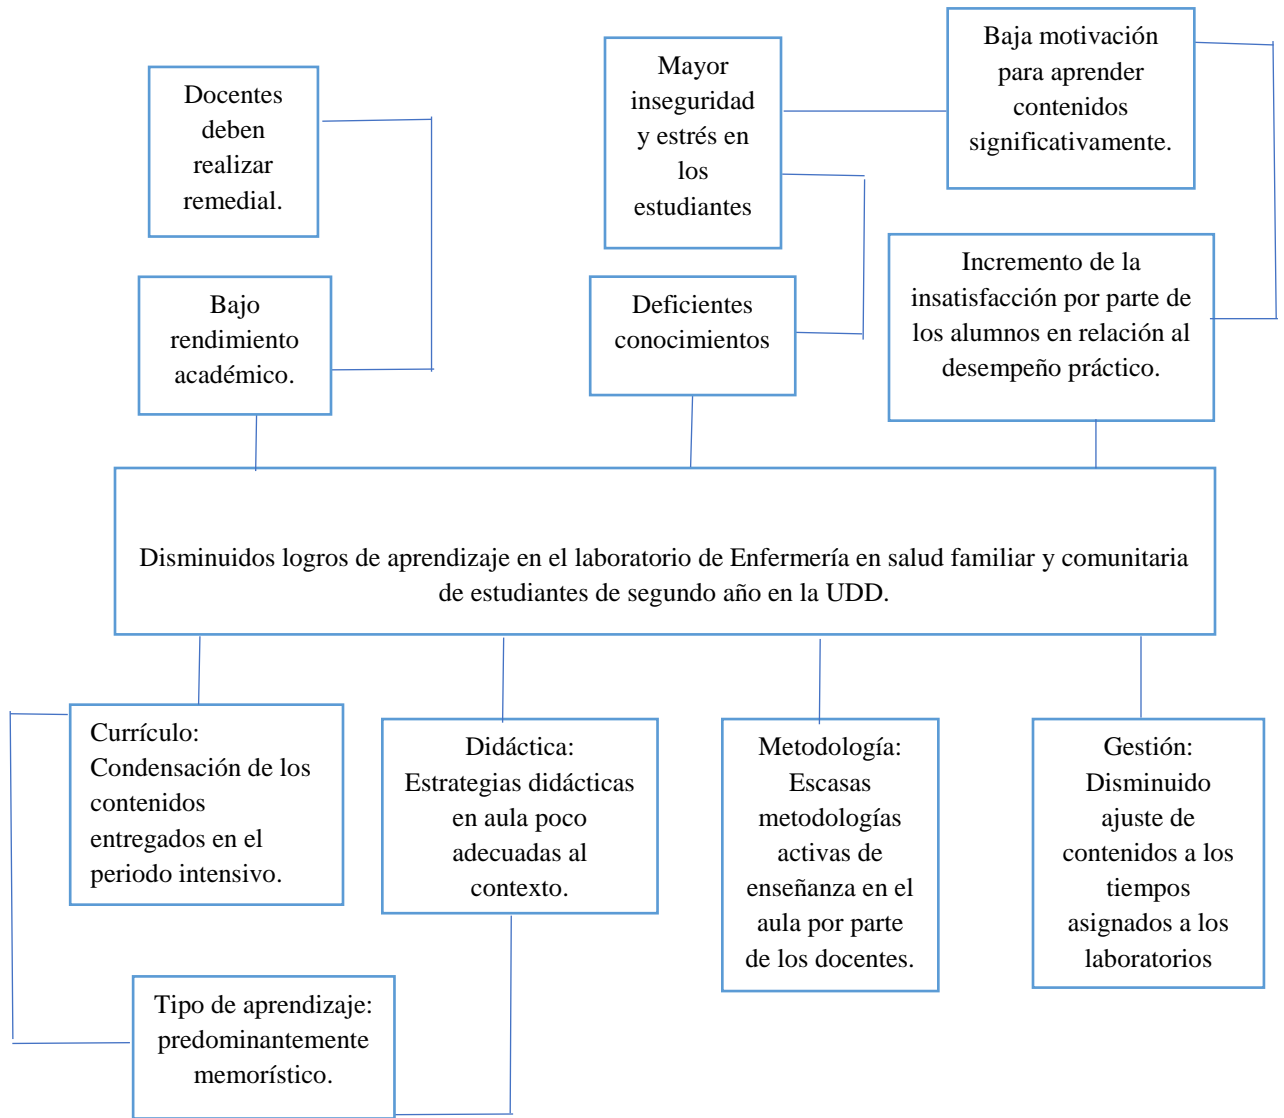 Docentes
deben
realizar
remedial.
Mayor
inseguridad
y estrés en
los
estudiantes
Baja motivación
para aprender
contenidos
significativamente.
Bajo
rendimiento
académico.
Deficientes
conocimientos
Incremento de la
insatisfacción por parte de
los alumnos en relación al
desempeño práctico.
Disminuidos logros de aprendizaje en el laboratorio de Enfermería en salud familiar y comunitaria
de estudiantes de segundo año en la UDD.
Currículo:
Condensación de los
contenidos
entregados en el
periodo intensivo.
Didáctica:
Estrategias didácticas
en aula poco
adecuadas al
contexto.
Metodología:
Escasas
metodologías
activas de
enseñanza en el
aula por parte
de los docentes.
Gestión:
Disminuido
ajuste de
contenidos a los
tiempos
asignados a los
laboratorios
Tipo de aprendizaje:
predominantemente
memorístico.